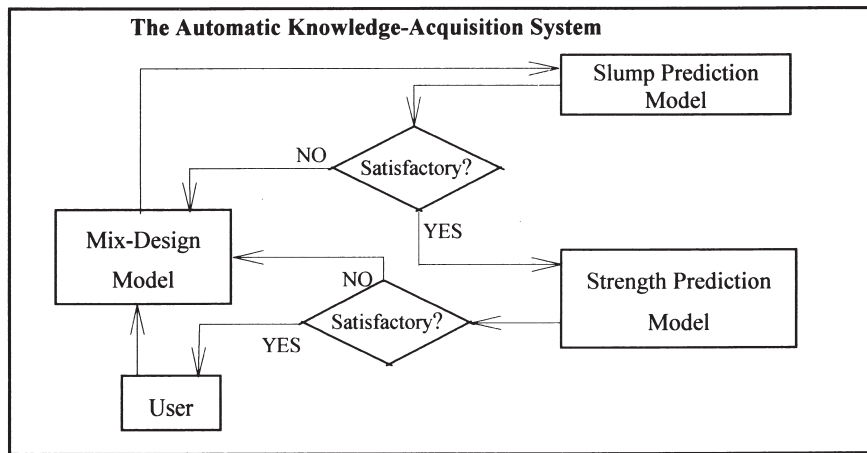 The Automatic Knowledge-Acquisition System
Slump Prediction
Model
NO
Satisfactory?
YES
Mix-Design
Model
NO
Strength Prediction
Model
Satisfactory?
YES
User